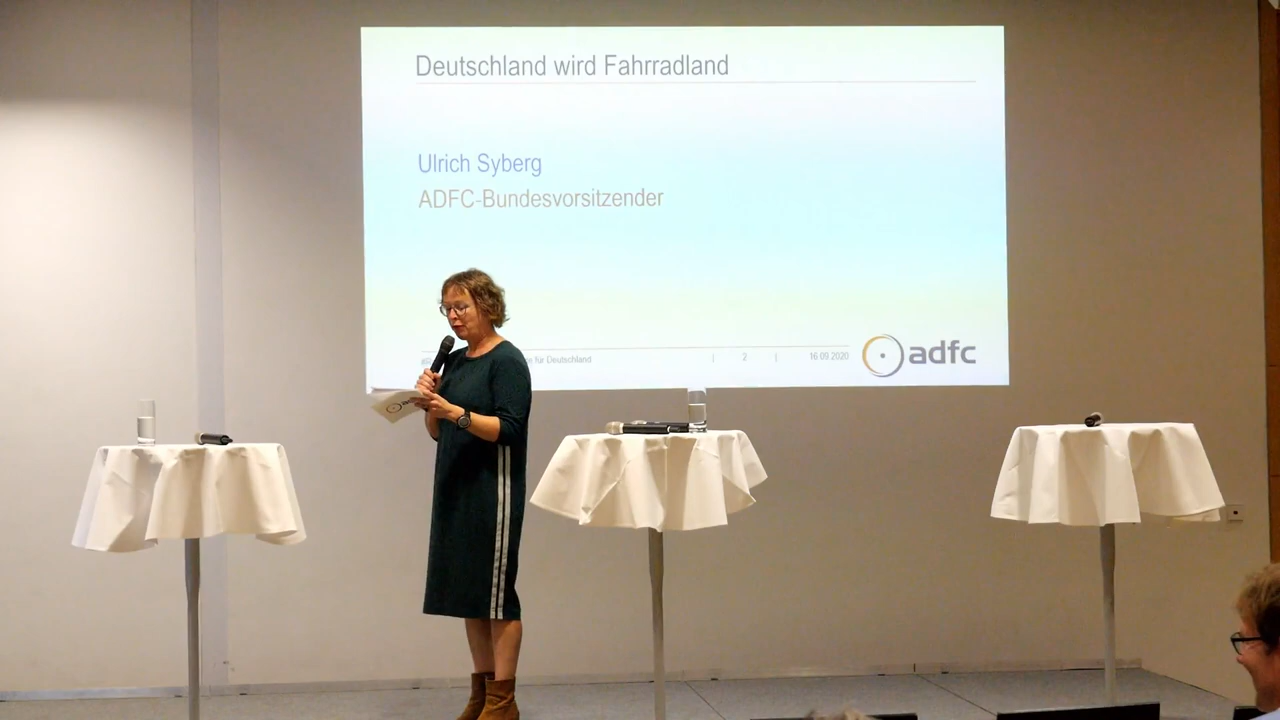 Deutschland wird Fahrradland
Ulrich Syberg
ADFC-Bundesvorsitzender
für Deutschland | 2 | 16.09.2020
adfc